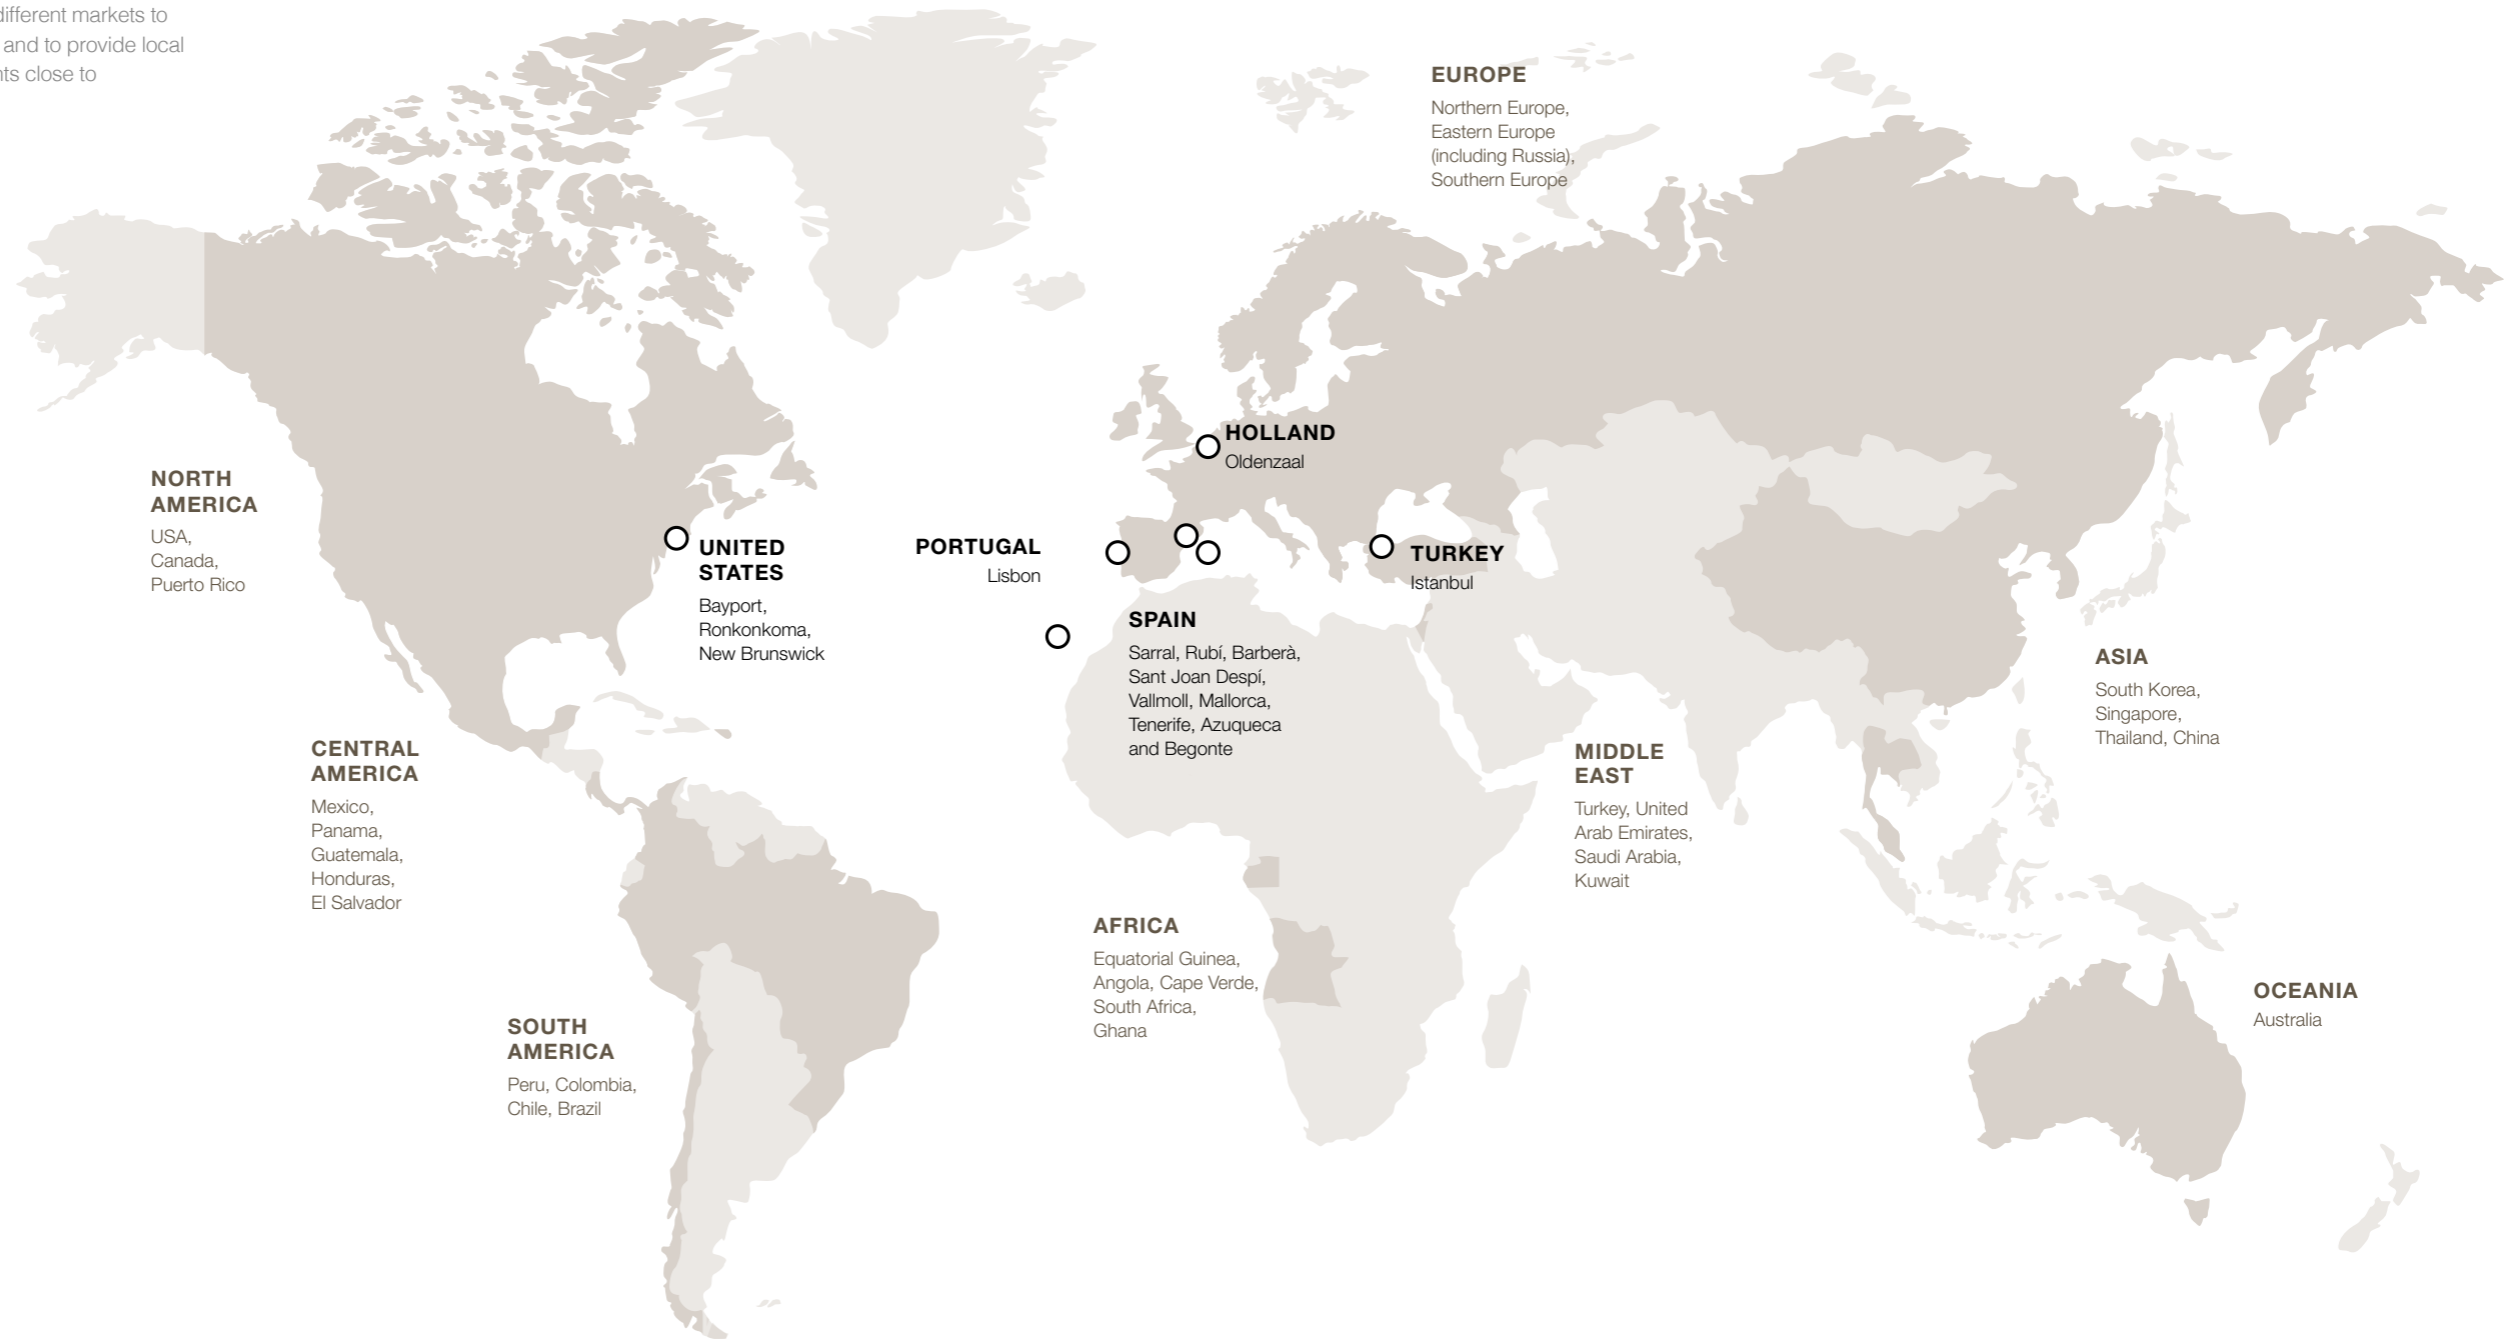 different markets to
and to provide local
close to
EUROPE
Northern Europe,
Eastern Europe
(including Russia),
Southern Europe
HOLLAND
Oldenzaal
NORTH
AMERICA
USA,
Canada,
Puerto Rico
UNITED
STATES
Bayport,
Ronkonkoma,
New Brunswick
PORTUGAL
Lisbon
TURKEY
Istanbul
SPAIN
Sarral, Rubí, Barberà,
Sant Joan Despí,
Vallmoll, Mallorca,
Tenerife, Azuqueca
and Begonte
ASIA
South Korea,
Singapore,
Thailand, China
CENTRAL
AMERICA
Mexico,
Panama,
Guatemala,
Honduras,
El Salvador
MIDDLE
EAST
Turkey, United
Arab Emirates,
Saudi Arabia,
Kuwait
AFRICA
Equatorial Guinea,
Angola, Cape Verde,
South Africa,
Ghana
OCEANIA
Australia
SOUTH
AMERICA
Peru, Colombia,
Chile, Brazil